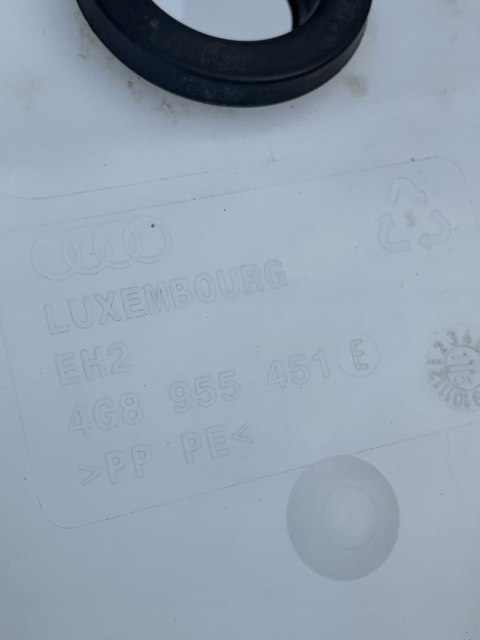 LUXEMBOURG
EH2
4G8 955 451 E
>PP PE<